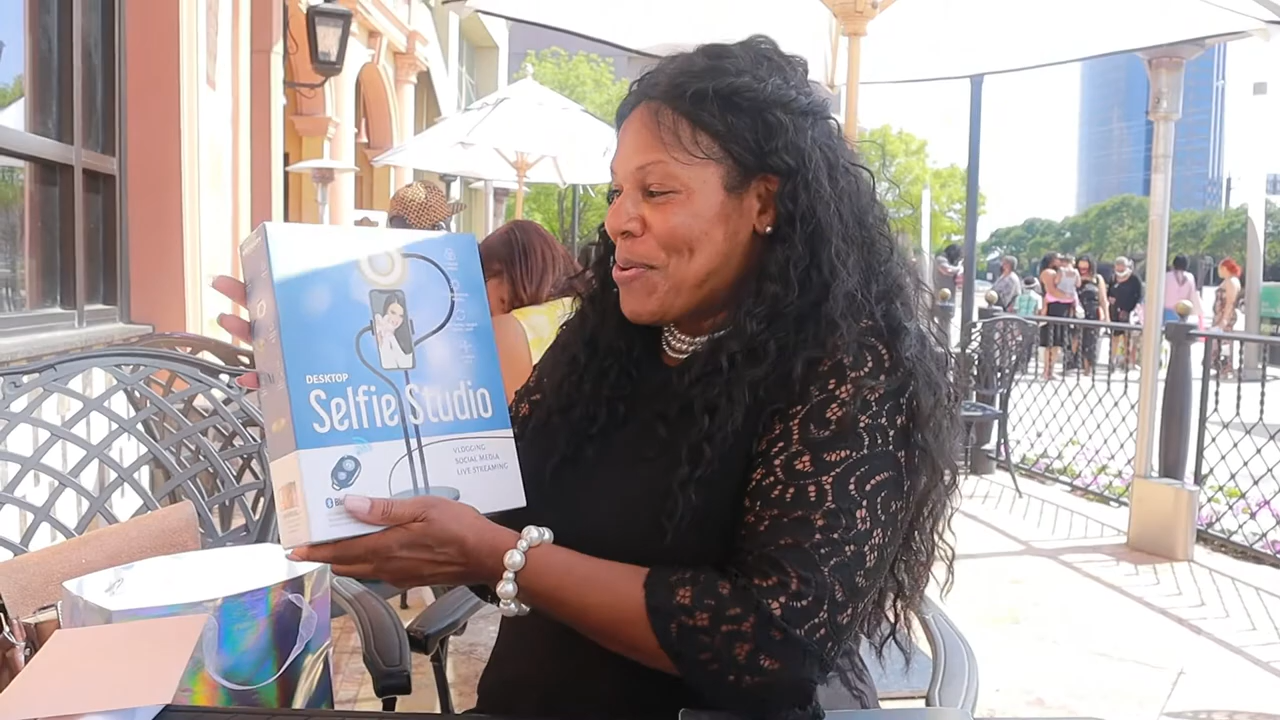 DESKTOP
Selfie Studio
VLOGGING
SOCIAL MEDIA
LIVE STREAMING